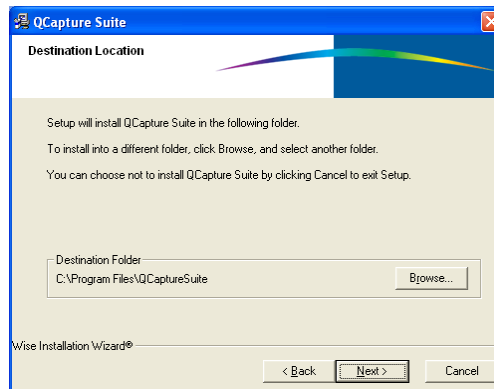 QCapture Suite
Destination Location
Setup will install QCapture Suite in the following folder.
To install into a different folder, click Browse, and select another folder.
You can choose not to install QCapture Suite by clicking Cancel to exit Setup.
Destination Folder
C:\Program Files\QCaptureSuite
Browse...
Wise Installation Wizard®
< Back
Next >
Cancel